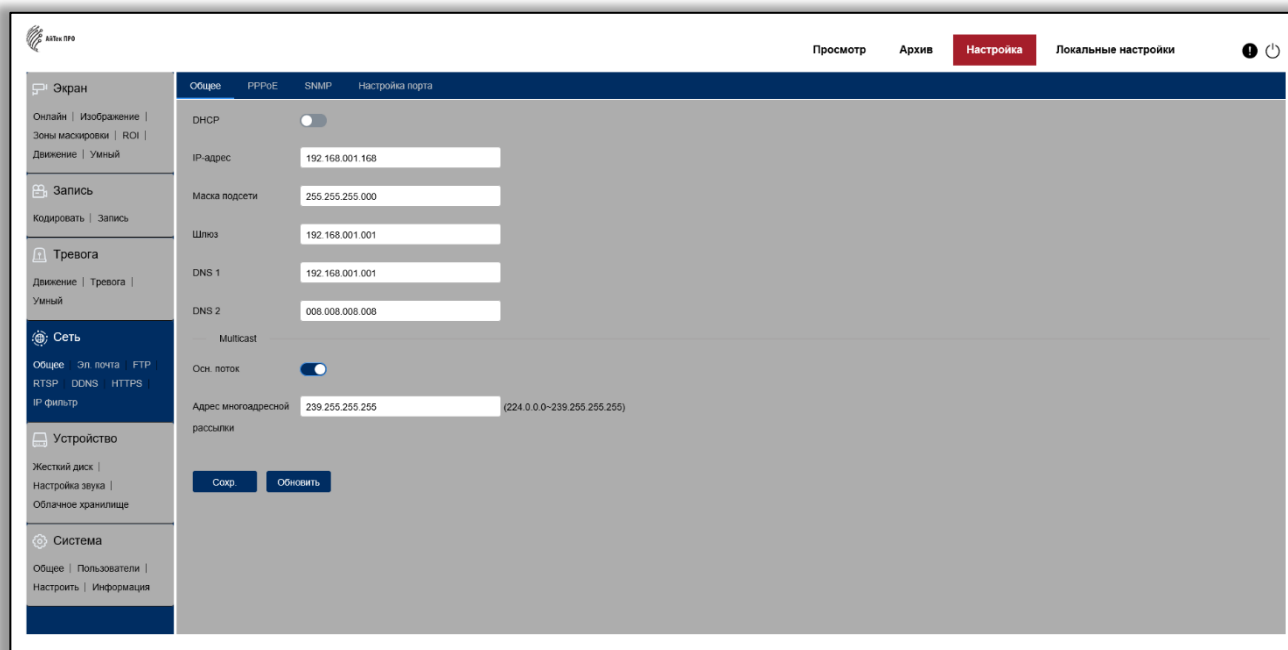 АйТек ПРО
Просмотр Архив Настройка Локальные настройки
Экран
Онлайн | Изображение |
Зоны маскировки | ROI |
Движение | Умный
Запись
Кодировать | Запись
Тревога
Движение | Тревога |
Умный
Сеть
Общее | Эл. почта | FTP |
RTSP | DDNS | HTTPS |
IP фильтр
Устройство
Жесткий диск |
Настройка звука |
Облачное хранилище
Система
Общее | Пользователи |
Настроить | Информация
Общее PPPoE SNMP Настройка порта
DHCP
IP-адрес 192.168.001.168
Маска подсети 255.255.255.000
Шлюз 192.168.001.001
DNS 1 192.168.001.001
DNS 2 008.008.008.008
Multicast
Осн. поток
Адрес многоадресной 239.255.255.255 (224.0.0.0~239.255.255.255)
рассылки
Сохр. Обновить